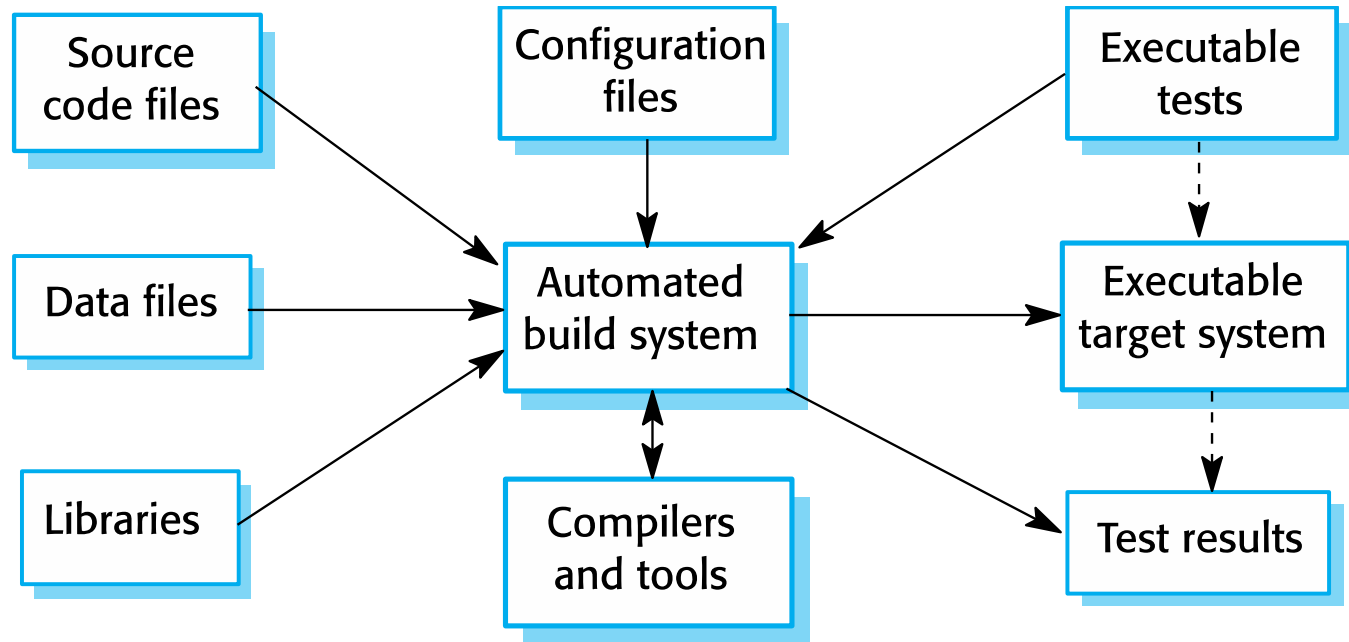 Source
code files
Configuration
files
Executable
tests
Data files
Automated
build system
Executable
target system
Libraries
Compilers
and tools
Test results